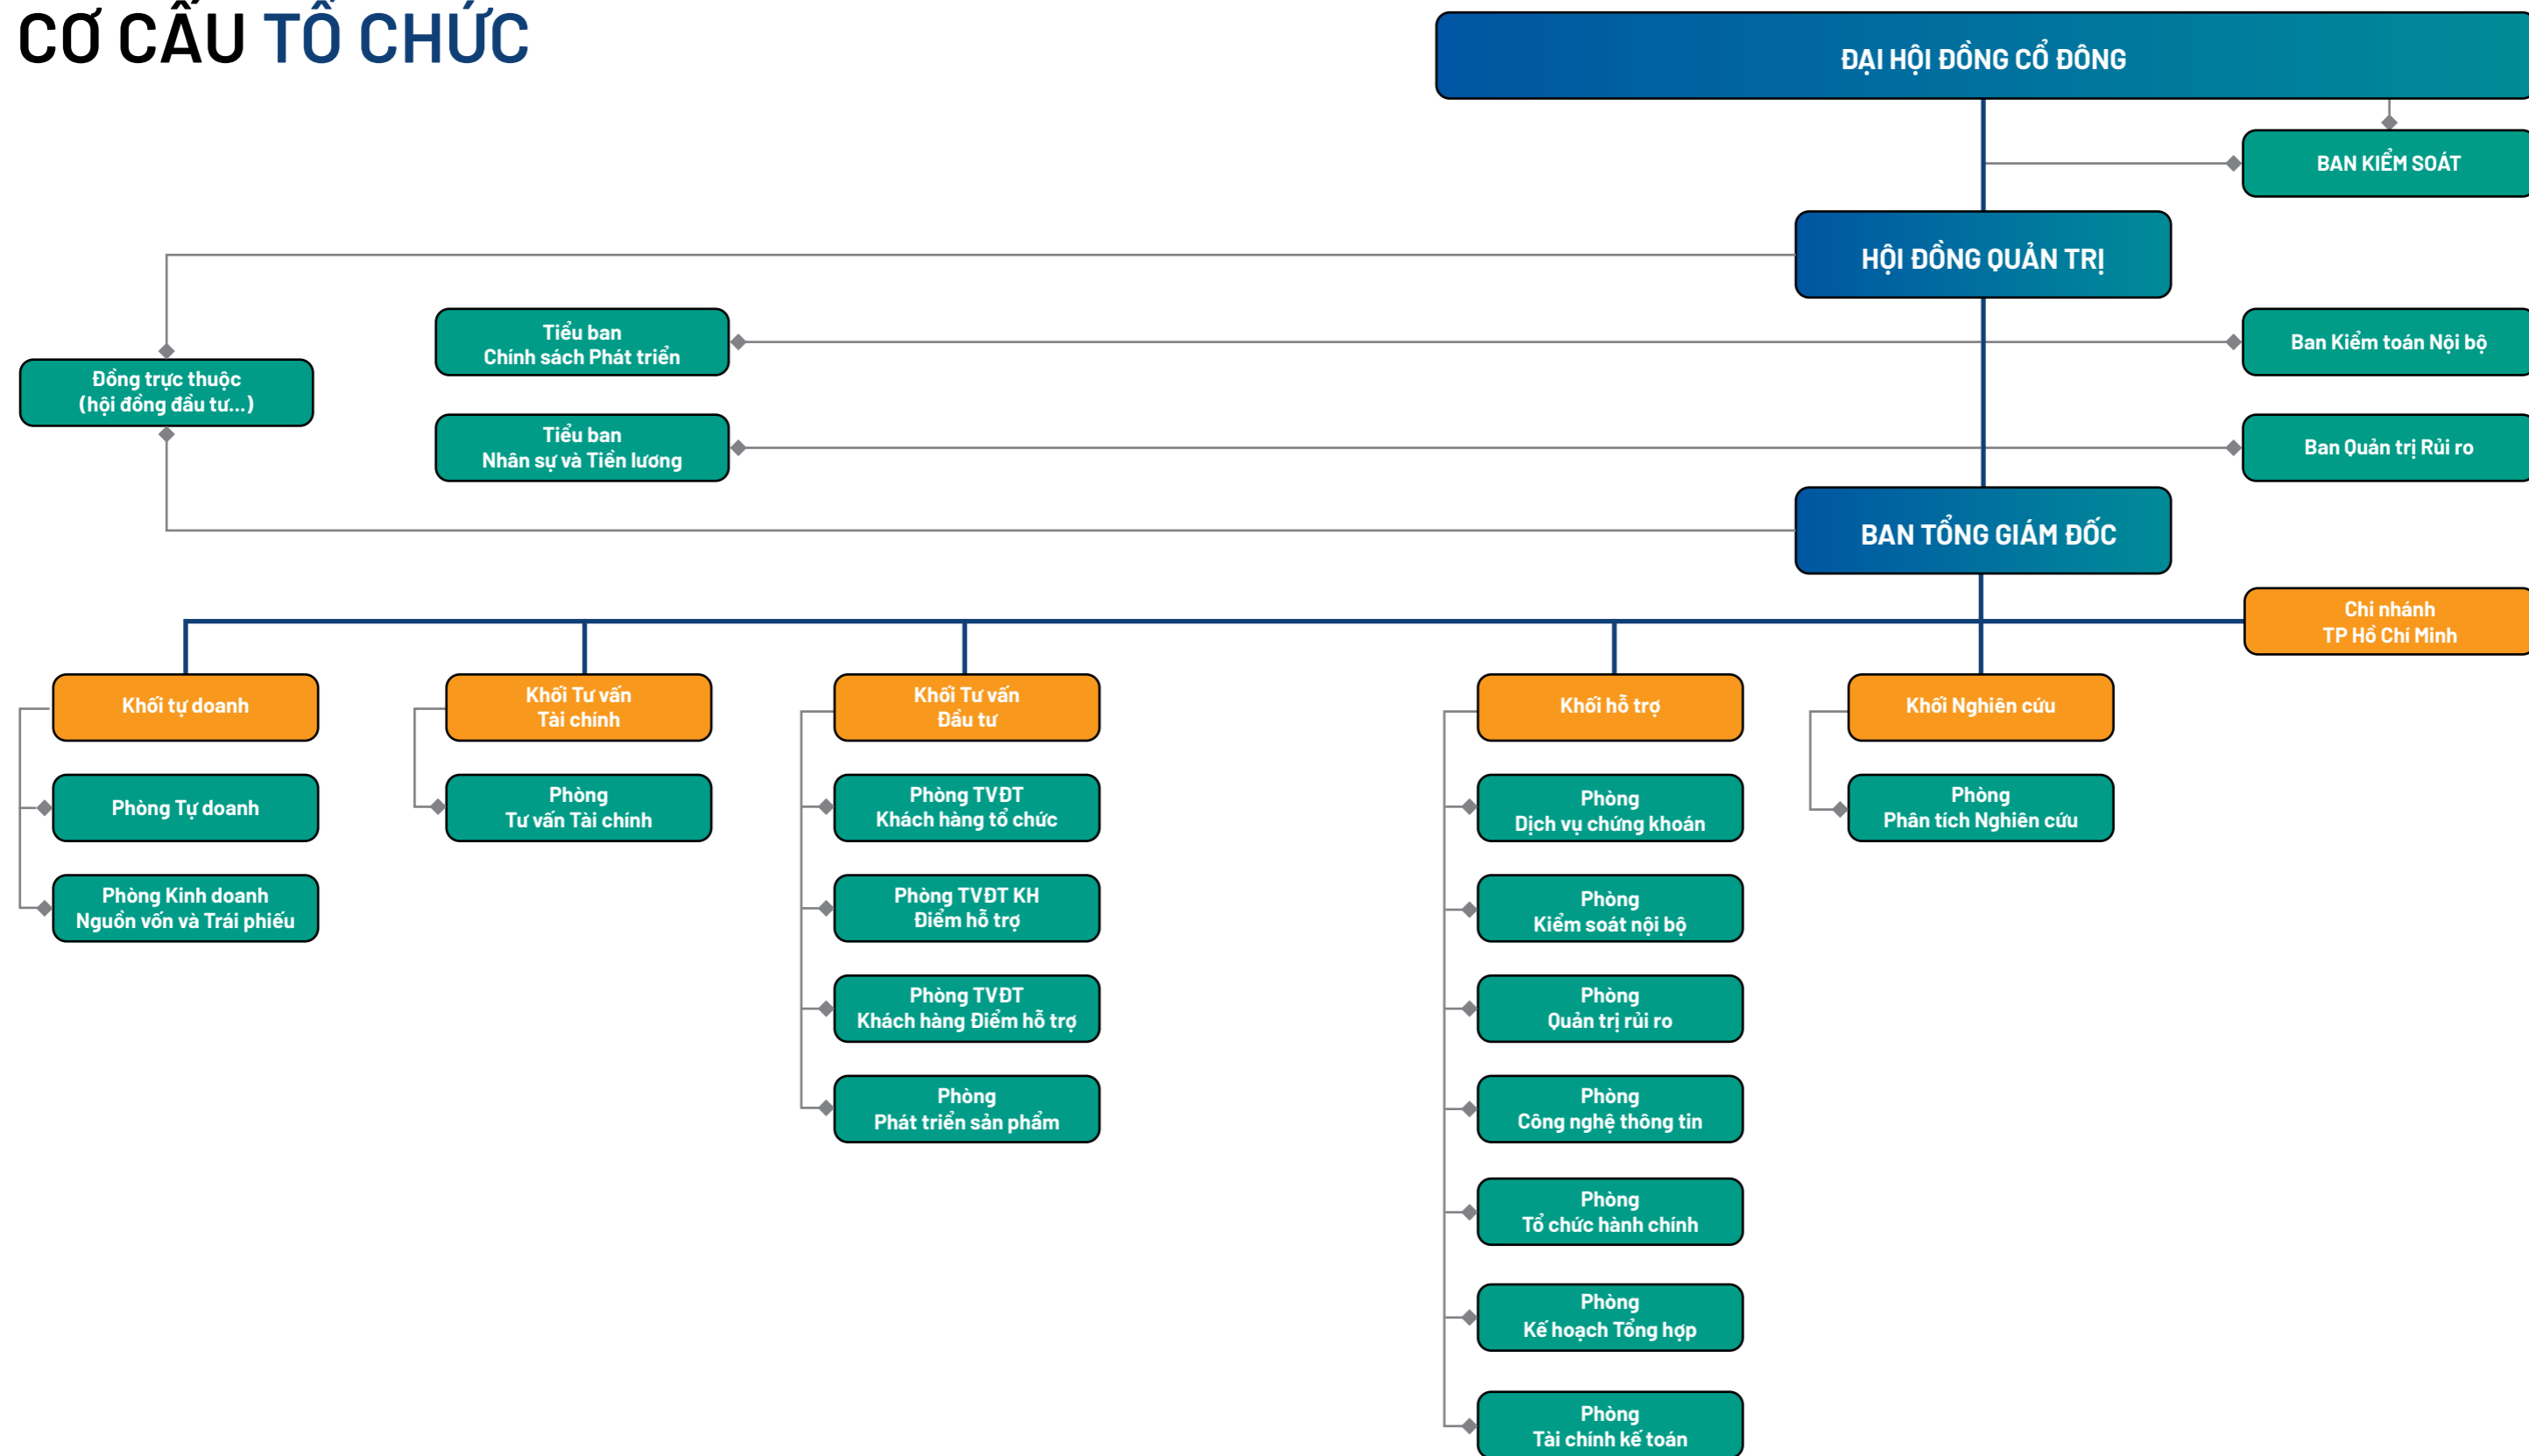 CƠ CẤU TỔ CHỨC
ĐẠI HỘI ĐỒNG CỔ ĐÔNG
BAN KIỂM SOÁT
HỘI ĐỒNG QUẢN TRỊ
Tiểu ban
Chính sách Phát triển
Ban Kiểm toán Nội bộ
Đồng trực thuộc
(hội đồng đầu tư...)
Tiểu ban
Nhân sự và Tiền lương
Ban Quản trị Rủi ro
BAN TỔNG GIÁM ĐỐC
Chi nhánh
TP Hồ Chí Minh
Khối tự doanh
Phòng Tự doanh
Phòng Kinh doanh
Nguồn vốn và Trái phiếu
Khối Tư vấn
Tài chính
Phòng
Tư vấn Tài chính
Khối Tư vấn
Đầu tư
Phòng TVĐT
Khách hàng tổ chức
Phòng TVĐT KH
Điểm hỗ trợ
Phòng TVĐT
Khách hàng Điểm hỗ trợ
Phòng
Phát triển sản phẩm
Khối hỗ trợ
Phòng
Dịch vụ chứng khoán
Phòng
Kiểm soát nội bộ
Phòng
Quản trị rủi ro
Phòng
Công nghệ thông tin
Phòng
Tổ chức hành chính
Phòng
Kế hoạch Tổng hợp
Phòng
Tài chính kế toán
Khối Nghiên cứu
Phòng
Phân tích Nghiên cứu